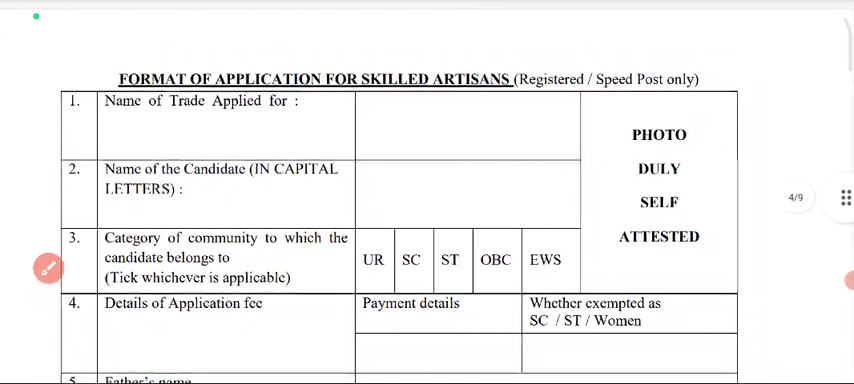 FORMAT OF APPLICATION FOR SKILLED ARTISANS (Registered / Speed Post only)
1. Name of Trade Applied for :
PHOTO
DULY
SELF
ATTESTED
2. Name of the Candidate (IN CAPITAL
LETTERS) :
3. Category of community to which the
candidate belongs to
(Tick whichever is applicable)
UR SC ST OBC EWS
4. Details of Application fee
Payment details
Whether exempted as
SC / ST / Women
5. Father's name
4/9